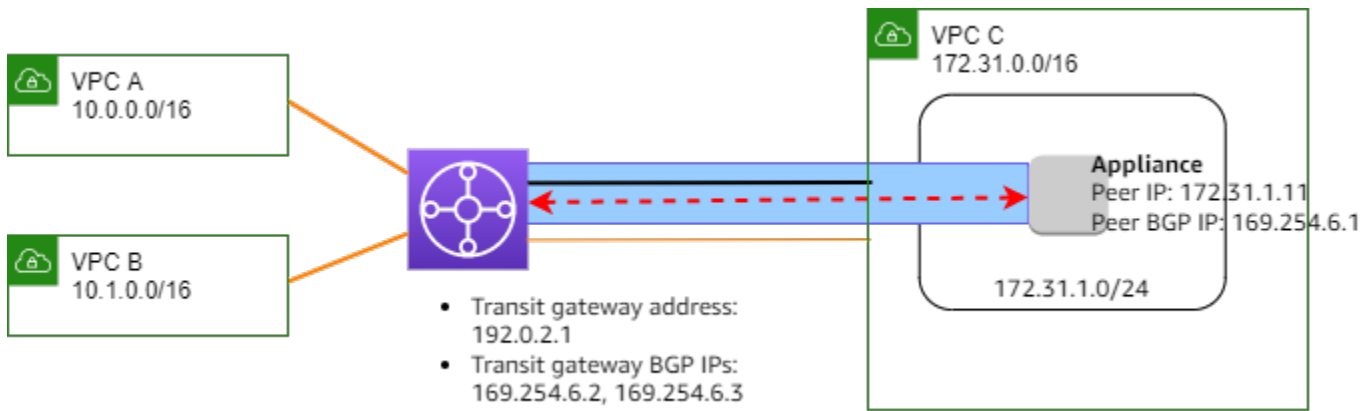 VPC A
10.0.0.0/16
VPC B
10.1.0.0/16
• Transit gateway address:
192.0.2.1
• Transit gateway BGP IPs:
169.254.6.2, 169.254.6.3
VPC C
172.31.0.0/16
Appliance
Peer IP: 172.31.1.11
Peer BGP IP: 169.254.6.1
172.31.1.0/24